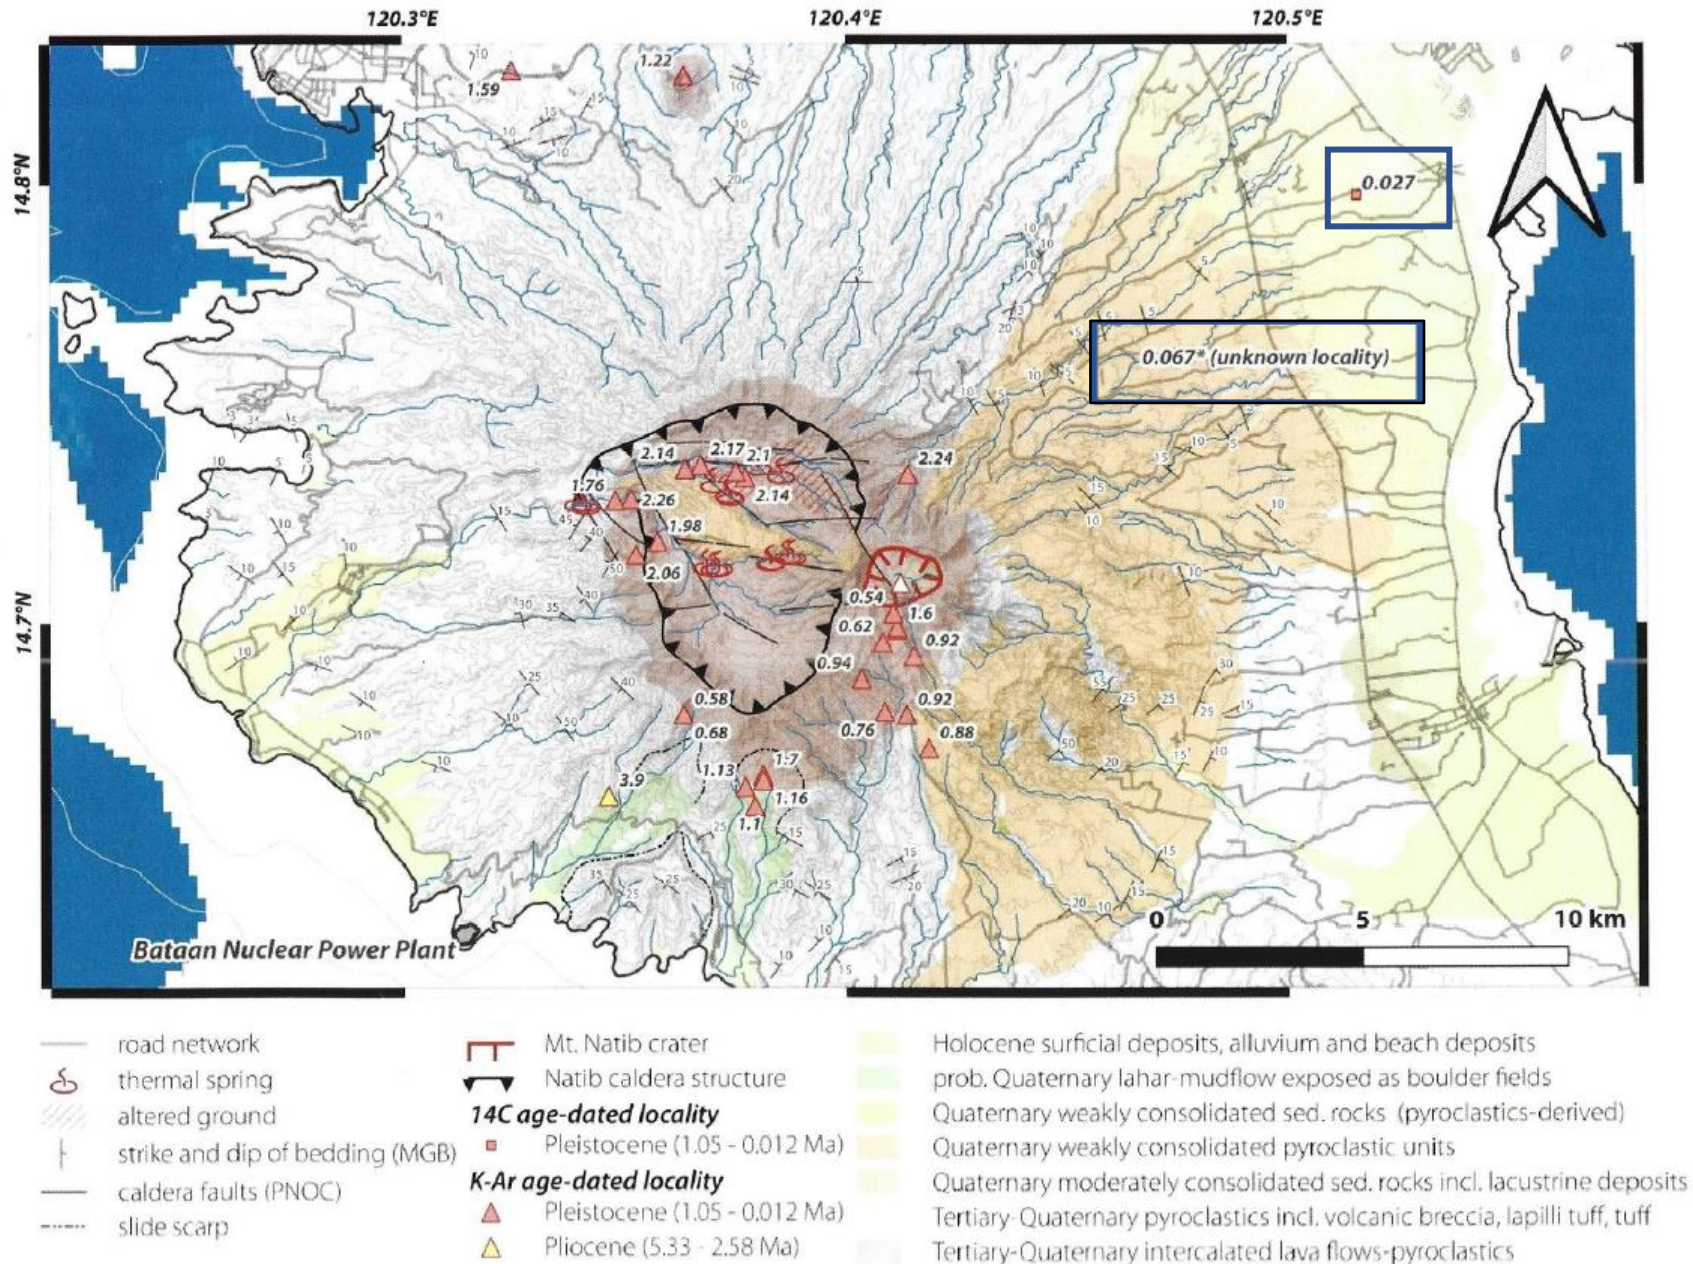 120.3°E
120.4°E
120.5°E
14.8°N
14.7°N
1.59
1.22
0.027
0.067* (unknown locality)
2.14
2.17
2.1
2.24
2.14
1.76
2.26
1.98
2.06
0.54
1.6
0.62
0.92
0.94
0.58
0.92
0.68
0.76
0.88
3.9
1.13
1.7
1.16
1.1
Bataan Nuclear Power Plant
0 5 10 km
road network
thermal spring
altered ground
strike and dip of bedding (MGB)
caldera faults (PNOC)
slide scarp
Mt. Natib crater
Natib caldera structure
14C age-dated locality
Pleistocene (1.05 - 0.012 Ma)
K-Ar age-dated locality
Pleistocene (1.05 - 0.012 Ma)
Pliocene (5.33 - 2.58 Ma)
Holocene surficial deposits, alluvium and beach deposits
prob. Quaternary lahar-mudflow exposed as boulder fields
Quaternary weakly consolidated sed. rocks (pyroclastics-derived)
Quaternary weakly consolidated pyroclastic units
Quaternary moderately consolidated sed. rocks incl. lacustrine deposits
Tertiary-Quaternary pyroclastics incl. volcanic breccia, lapilli tuff, tuff
Tertiary-Quaternary intercalated lava flows-pyroclastics